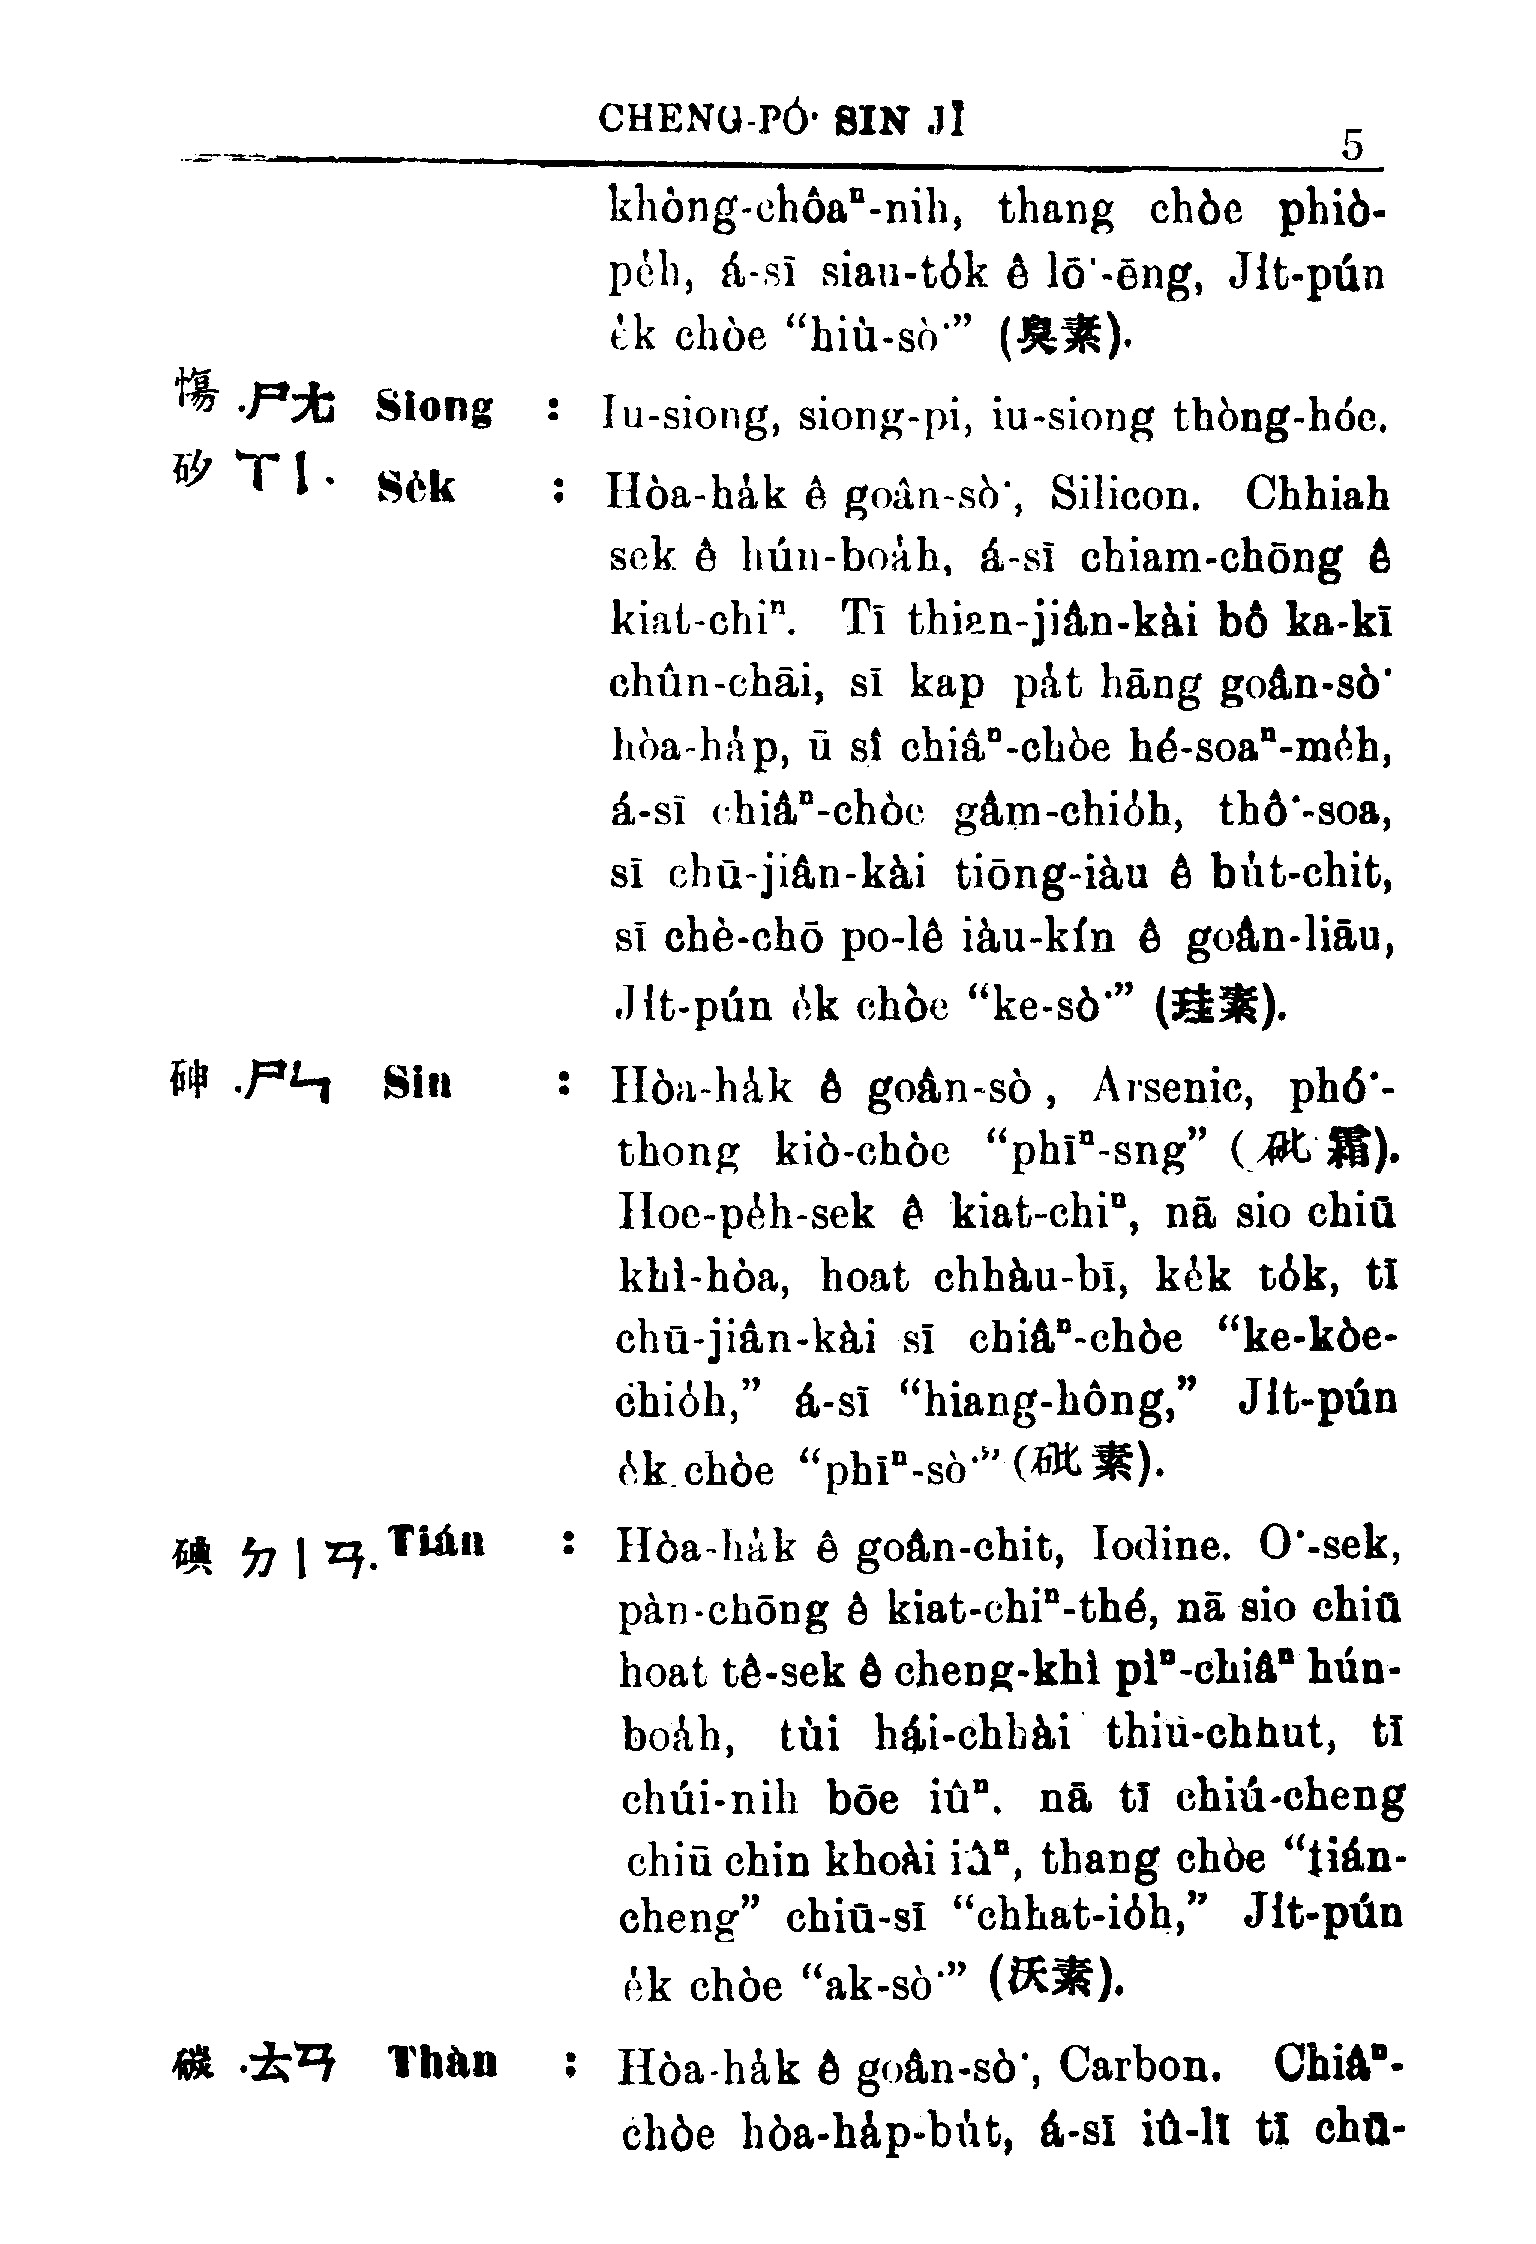 CHENG-PÓ͘ SIN JĪ
5
khòng-chôaⁿ-nih, thang chòe phiò-
pe̍h, á-sī siau-to̍k ê lō͘-ēng, Ji̍t-pún
e̍k chòe “hiù-sò͘” (臭素).
慯 .ㄕㄤ Siong : Iu-siong, siong-pi, iu-siong thòng-hóe.
矽 ㄒㄧ. Se̍k : Hòa-ha̍k ê goân-sò͘, Silicon. Chhiah
sek ê hún-boa̍h, á-sī chiam-chōng ê
kiat-chiⁿ. Tī thian-jiân-kài bô ka-kī
chûn-chāi, sī kap pa̍t hāng goân-sò͘
hòa-ha̍p, ū sî chiâⁿ-chòe hé-soaⁿ-me̍h,
á-sī chiâⁿ-chòe gâm-chio̍h, thô͘-soa,
sī chū-jiân-kài tiōng-iàu ê bu̍t-chit,
sī chè-chō po-lê iàu-kín ê goân-liāu,
Ji̍t-pún e̍k chòe “ke-sò͘” (珪素).
砷 .ㄕㄣ Sin : Hòa-ha̍k ê goân-sò, Arsenic, phó͘-
thong kiò-chòe “phīⁿ-sng” (砒霜).
Hoe-pe̍h-sek ê kiat-chiⁿ, nā sio chiū
khì-hòa, hoat chhàu-bī, ke̍k to̍k, tī
chū-jiân-kài sī chiâⁿ-chòe “ke-kòe-
chio̍h,” á-sī “hiang-hông,” Ji̍t-pún
e̍k chòe “phīⁿ-sò͘” (砒素).
碘 ㄉㄧㄢ. Tián : Hòa-ha̍k ê goân-chit, Iodine. O͘-sek,
pàn-chōng ê kiat-chiⁿ-thé, nā sio chiū
hoat tê-sek ê cheng-khì pìⁿ-chiâⁿ hún-
boa̍h, tùi hái-chhài thiu-chhut, tī
chúi-nih bōe iûⁿ. nā tī chiú-cheng
chiū chin khoài iûⁿ, thang chòe “tián-
cheng” chiū-sī “chhat-io̍h,” Ji̍t-pún
e̍k chòe “ak-sò͘” (沃素).
碳 .ㄊㄢ Thàn : Hòa-ha̍k ê goân-sò͘, Carbon. Chiâⁿ-
chòe hòa-ha̍p-bu̍t, á-sī iû-lī tī chū-